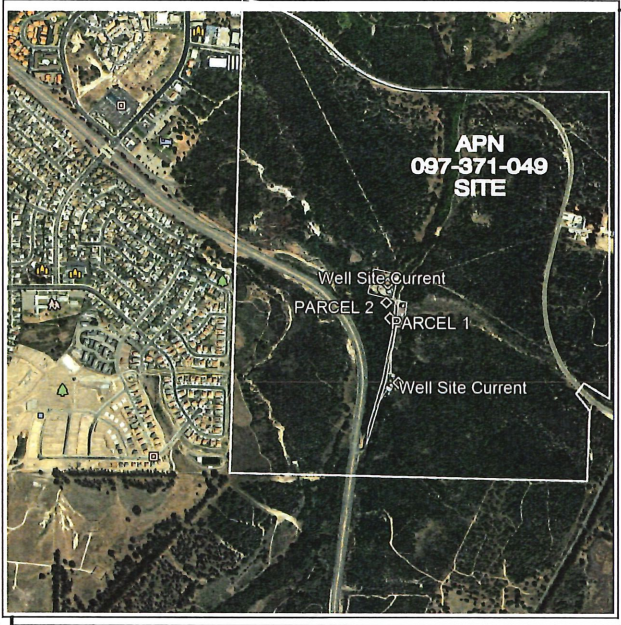 APN
097-371-049
SITE
Well Site Current
PARCEL 2
PARCEL 1
Well Site Current